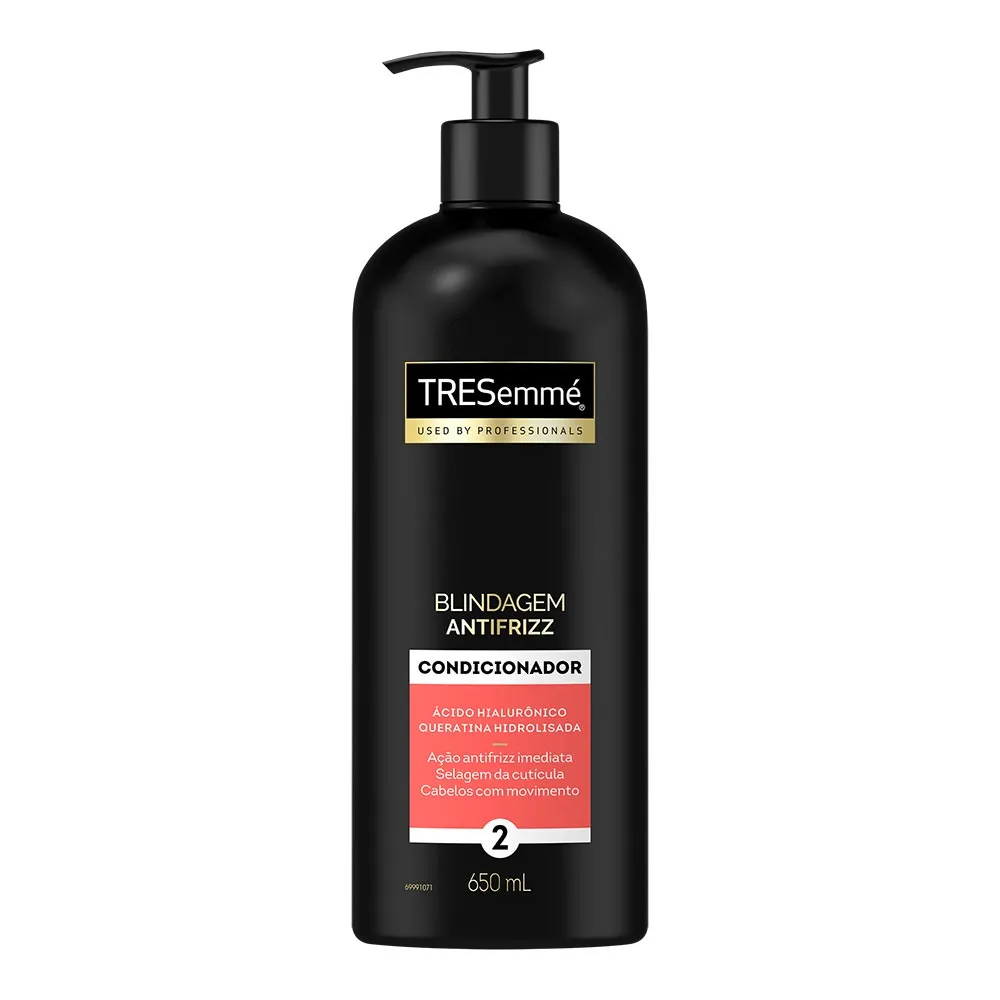 TRESemmé®
USED BY PROFESSIONALS
BLINDAGEM
ANTIFRIZZ
CONDICIONADOR
ÁCIDO HIALURÔNICO
QUERATINA HIDROLISADA
Ação antifrizz imediata
Selagem da cutícula
Cabelos com movimento
2
69991071
650 mL